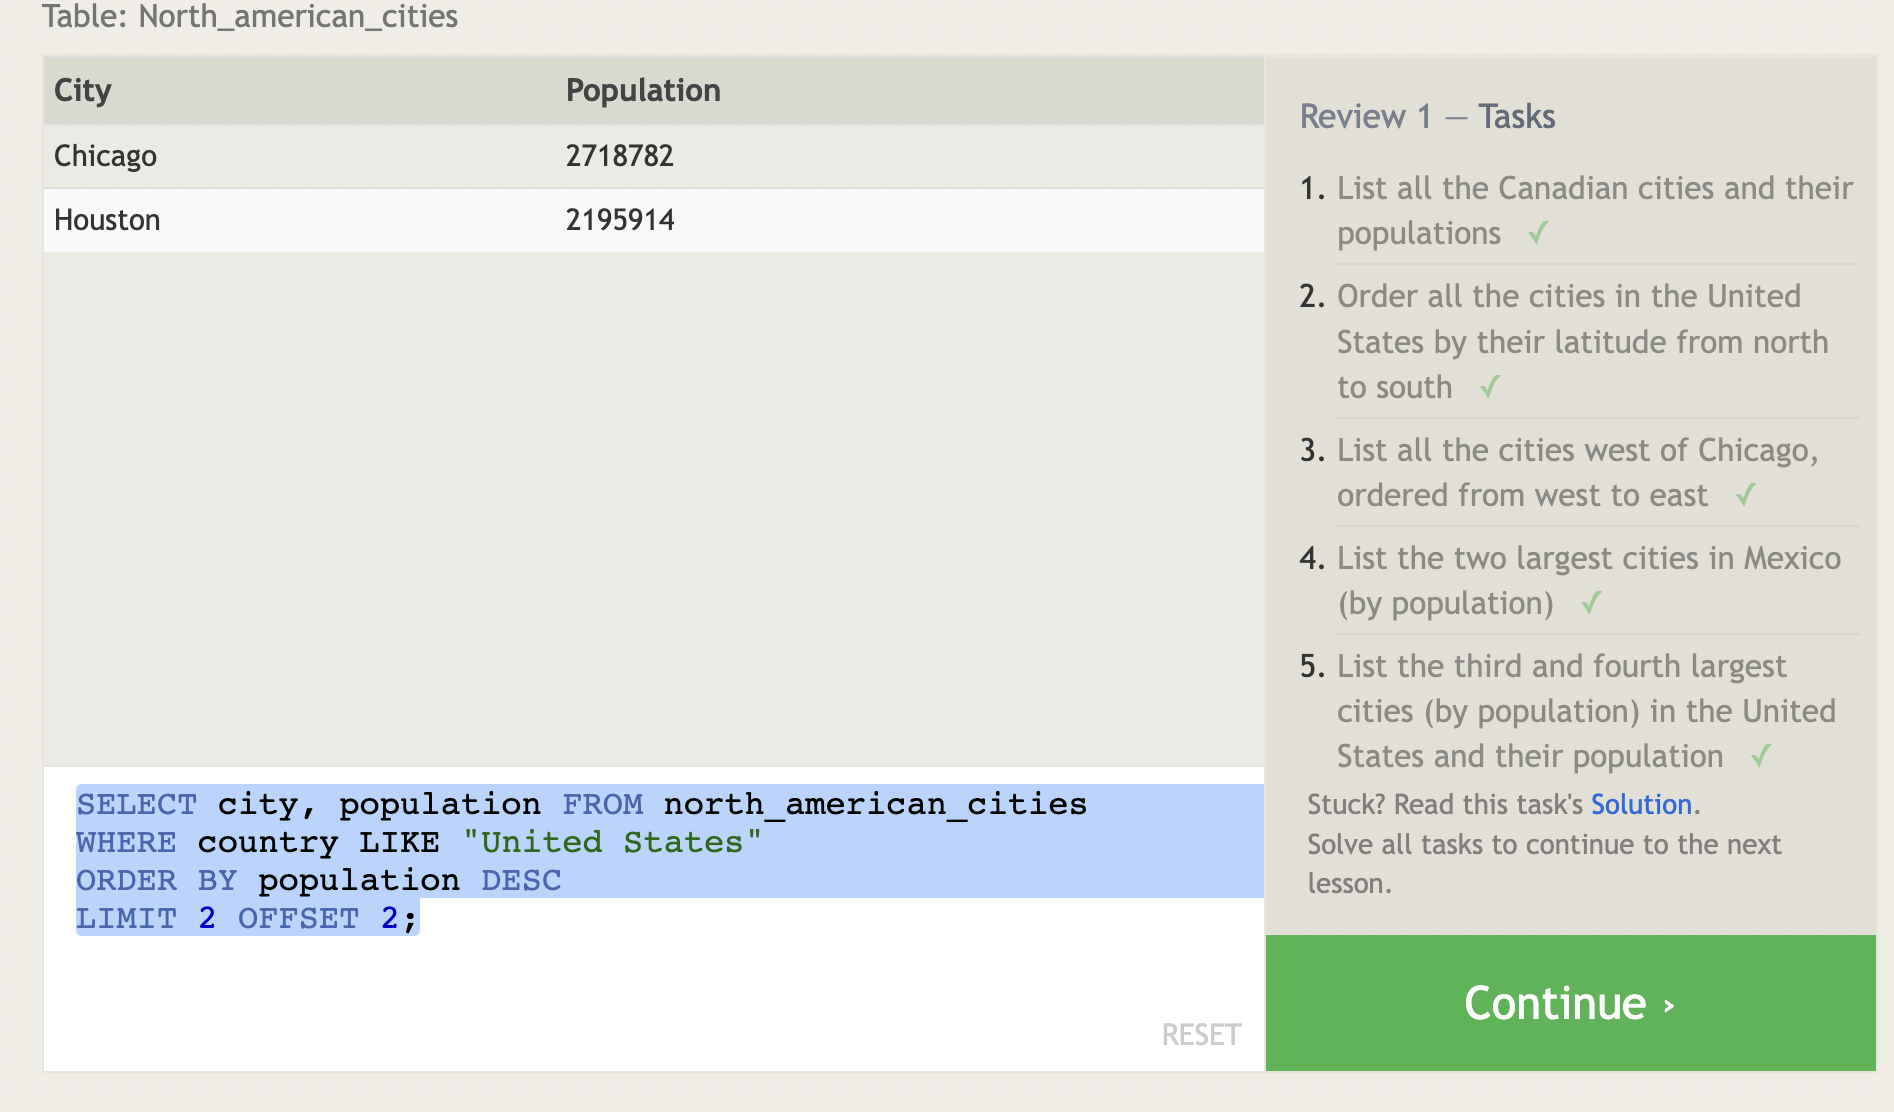 Table: North_american_cities
City Population
Chicago 2718782
Houston 2195914
SELECT city, population FROM north_american_cities
WHERE country LIKE "United States"
ORDER BY population DESC
LIMIT 2 OFFSET 2;
RESET
Review 1 — Tasks
1. List all the Canadian cities and their
populations ✓
2. Order all the cities in the United
States by their latitude from north
to south ✓
3. List all the cities west of Chicago,
ordered from west to east ✓
4. List the two largest cities in Mexico
(by population) ✓
5. List the third and fourth largest
cities (by population) in the United
States and their population ✓
Stuck? Read this task's Solution.
Solve all tasks to continue to the next
lesson.
Continue ›